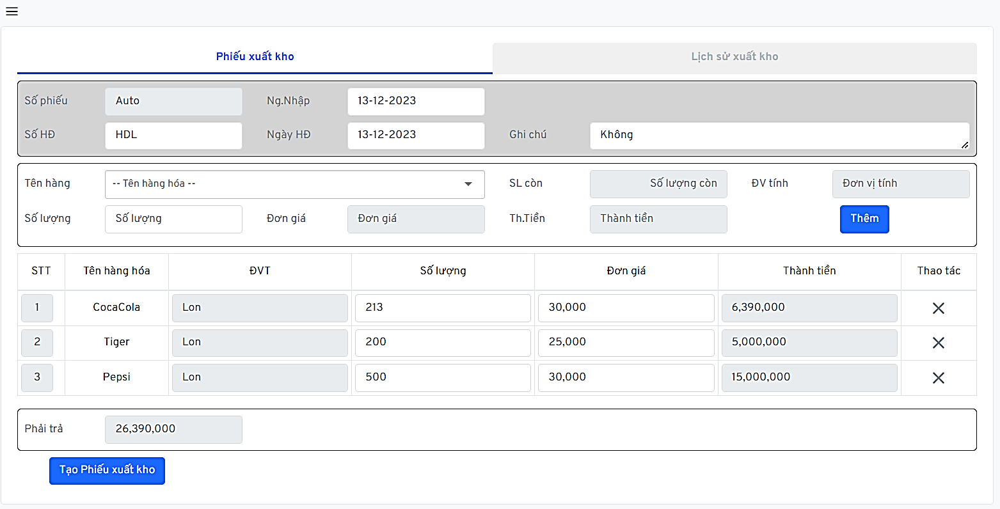 Phiếu xuất kho Lịch sử xuất kho
Số phiếu Auto Ng.Nhập 13-12-2023
Số HĐ HDL Ngày HĐ 13-12-2023 Ghi chú Không
Tên hàng -- Tên hàng hóa -- SL còn Số lượng còn ĐV tính Đơn vị tính
Số lượng Số lượng Đơn giá Đơn giá Th.Tiền Thành tiền Thêm
STT Tên hàng hóa ĐVT Số lượng Đơn giá Thành tiền Thao tác
1 CocaCola Lon 213 30,000 6,390,000
2 Tiger Lon 200 25,000 5,000,000
3 Pepsi Lon 500 30,000 15,000,000
Phải trả 26,390,000
Tạo Phiếu xuất kho